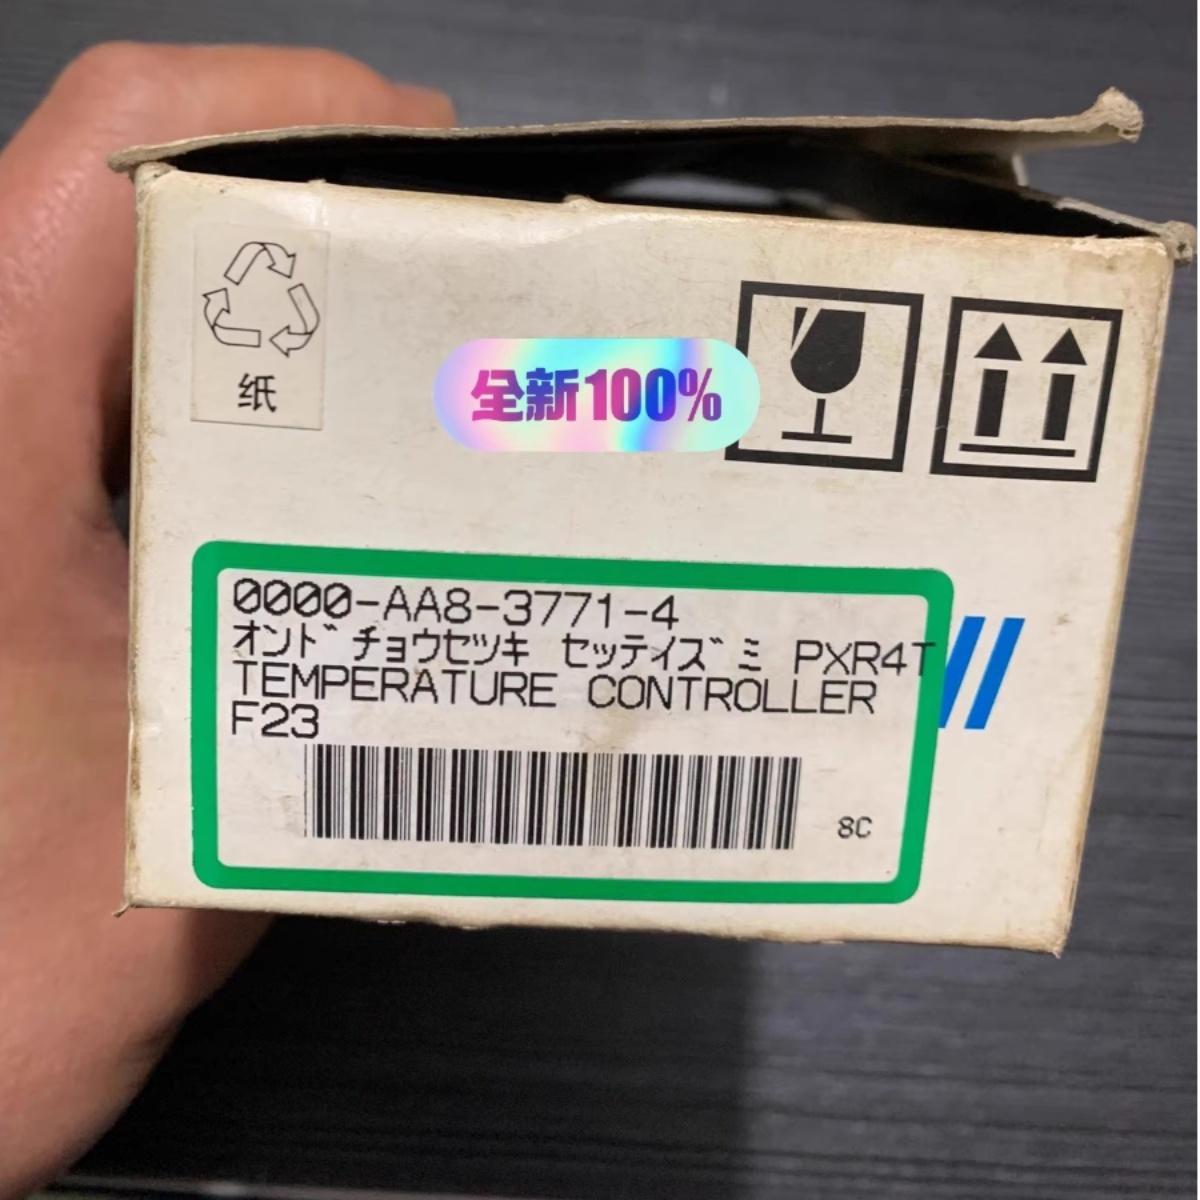 纸
全新100%
0000-AA8-3771-4
オンドﾞチョウセツキ セッテイズﾞミ PXR4T
TEMPERATURE CONTROLLER
F23
8C